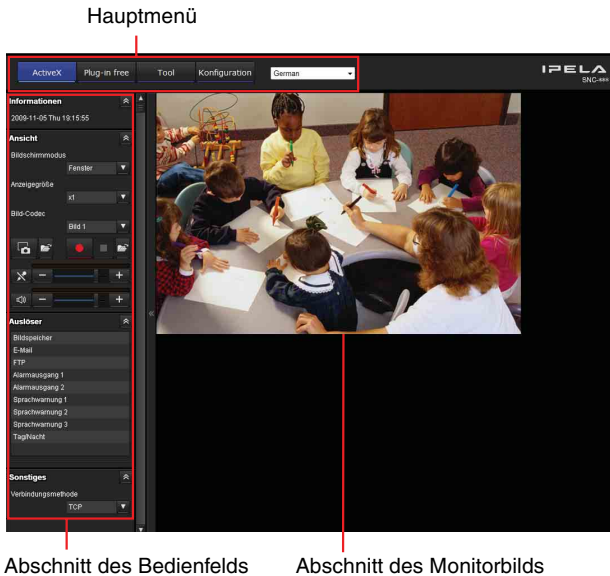 Hauptmenü
ActiveX Plug-in free Tool Konfiguration German
IPELA
Informationen
2009-11-05 Thu 19:15:55
Ansicht
Bildschirmmodus
Fenster
Anzeigegröße
x1
Bild-Codec
Bild 1
Auslöser
Bildspeicher
E-Mail
FTP
Alarmausgang 1
Alarmausgang 2
Sprachwarnung 1
Sprachwarnung 2
Sprachwarnung 3
Tag/Nacht
Sonstiges
Verbindungsmethode
TCP
Abschnitt des Bedienfelds Abschnitt des Monitorbilds